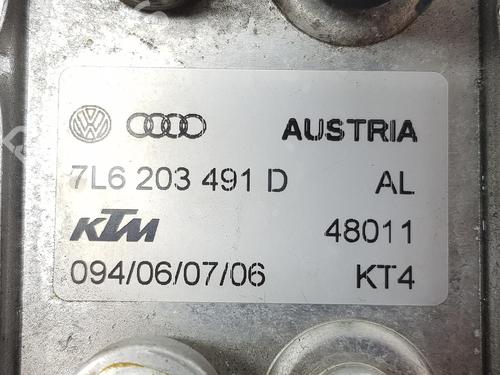 AUSTRIA
7L6 203 491 D AL
KTM 48011
094/06/07/06 KT4